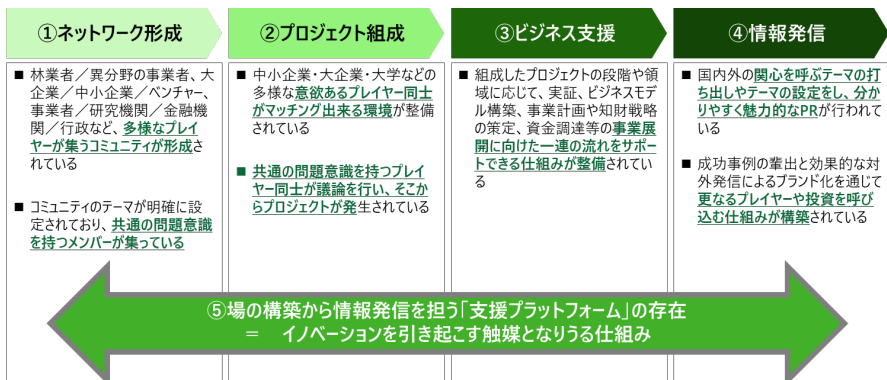 ①ネットワーク形成
■ 林業者／異分野の事業者、大
企業／中小企業／ベンチャー、
事業者／研究機関／金融機
関／行政など、多様なプレイ
ヤーが集うコミュニティが形成さ
れている
■ コミュニティのテーマが明確に設
定されており、共通の問題意識
を持つメンバーが集っている
②プロジェクト組成
■ 中小企業・大企業・大学などの
多様な意欲あるプレイヤー同士
がマッチング出来る環境が整備
されている
■ 共通の問題意識を持つプレイ
ヤー同士が議論を行い、そこ
からプロジェクトが発生されている
③ビジネス支援
■ 組成したプロジェクトの段階や領
域に応じて、実証、ビジネスモデ
ル構築、事業計画や知財戦略
の策定、資金調達等の事業展
開に向けた一連の流れをサポー
トできる仕組みが整備されてい
る
④情報発信
■ 国内外の関心を呼ぶテーマの打
ち出しやテーマの設定をし、分か
りやすく魅力的なPRが行われて
いる
■ 成功事例の輩出と効果的な対
外発信によるブランド化を通じて
更なるプレイヤーや投資を呼び
込む仕組みが構築されている
⑤場の構築から情報発信を担う「支援プラットフォーム」の存在
＝ イノベーションを引き起こす触媒となりうる仕組み